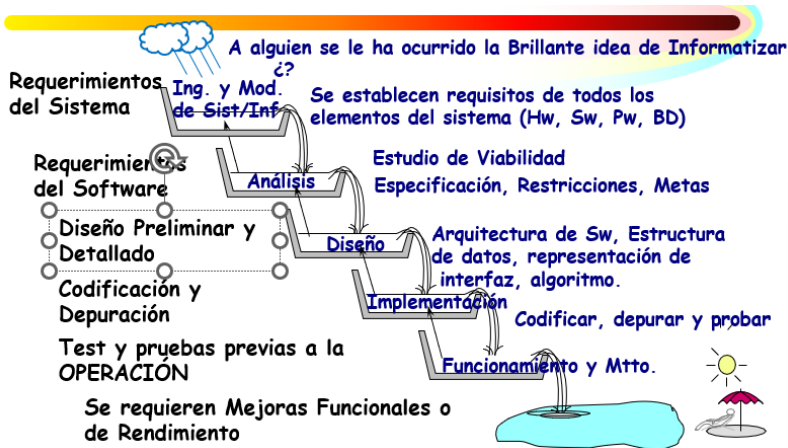 A alguien se le ha ocurrido la Brillante idea de Informatizar
¿?
Requerimientos
del Sistema
Ing. y Mod.
de Sist/Inf
Se establecen requisitos de todos los
elementos del sistema (Hw, Sw, Pw, BD)
Requerimientos
del Software
Análisis
Estudio de Viabilidad
Especificación, Restricciones, Metas
Diseño Preliminar y
Detallado
Diseño
Arquitectura de Sw, Estructura
de datos, representación de
interfaz, algoritmo.
Codificación y
Depuración
Implementación
Codificar, depurar y probar
Test y pruebas previas a la
OPERACIÓN
Funcionamiento y Mtto.
Se requieren Mejoras Funcionales o
de Rendimiento